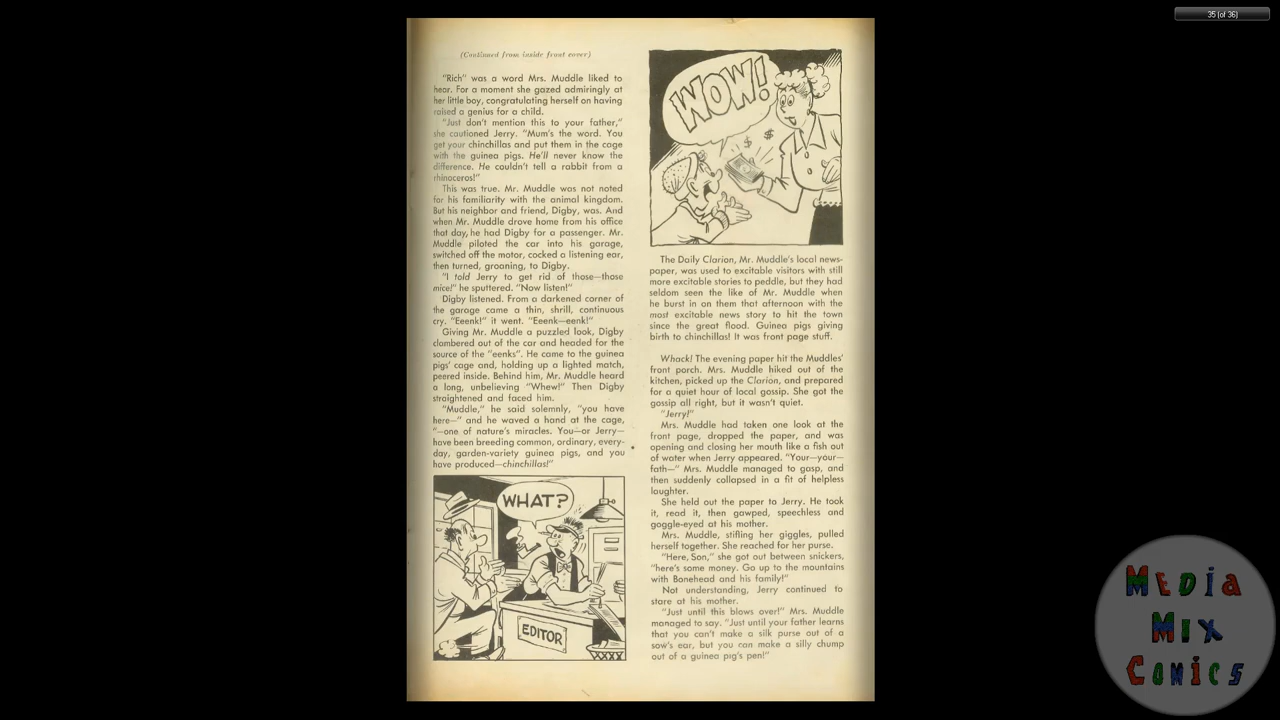 35 (of 36)
(Continued from inside front cover)
"Rich" was a word Mrs. Muddle liked to
hear. For a moment she gazed admiringly at
her little boy, congratulating herself on having
raised a genius for a child.
"Just don't mention this to your father,"
she cautioned Jerry. "Mum's the word. You
get your chinchillas and put them in the cage
with the guinea pigs. He'll never know the
difference. He couldn't tell a rabbit from a
rhinoceros!"
This was true. Mr. Muddle was not noted
for his familiarity with the animal kingdom.
But his neighbor and friend, Digby, was. And
when Mr. Muddle drove home from his office
that day, he had Digby for a passenger. Mr.
Muddle piloted the car into his garage,
switched off the motor, cocked a listening ear,
then turned, groaning, to Digby.
"I told Jerry to get rid of those—those
mice!" he sputtered. "Now listen!"
Digby listened. From a darkened corner of
the garage came a thin, shrill, continuous
cry. "Eeenk!" it went. "Eeenk—eenk!"
Giving Mr. Muddle a puzzled look, Digby
clambered out of the car and headed for the
source of the "eenks". He came to the guinea
pigs' cage and, holding up a lighted match,
peered inside. Behind him, Mr. Muddle heard
a long, unbelieving "Whew!" Then Digby
straightened and faced him.
"Muddle," he said solemnly, "you have
here—" and he waved a hand at the cage,
"—one of nature's miracles. You—or Jerry—
have been breeding common, ordinary, every-
day, garden-variety guinea pigs, and you
have produced—chinchillas!"
WHAT?
EDITOR
XXXX
WOW!
$ $
The Daily Clarion, Mr. Muddle's local news-
paper, was used to excitable visitors with still
more excitable stories to peddle, but they had
seldom seen the like of Mr. Muddle when
he burst in on them that afternoon with the
most excitable news story to hit the town
since the great flood. Guinea pigs giving
birth to chinchillas! It was front page stuff.
Whack! The evening paper hit the Muddles'
front porch. Mrs. Muddle hiked out of the
kitchen, picked up the Clarion, and prepared
for a quiet hour of local gossip. She got the
gossip all right, but it wasn't quiet.
"Jerry!"
Mrs. Muddle had taken one look at the
front page, dropped the paper, and was
opening and closing her mouth like a fish out
of water when Jerry appeared. "Your—your—
fath—" Mrs. Muddle managed to gasp, and
then suddenly collapsed in a fit of helpless
laughter.
She held out the paper to Jerry. He took
it, read it, then gawped, speechless and
goggle-eyed at his mother.
Mrs. Muddle, stifling her giggles, pulled
herself together. She reached for her purse.
"Here, Son," she got out between snickers,
"here's some money. Go up to the mountains
with Bonehead and his family!"
Not understanding, Jerry continued to
stare at his mother.
"Just until this blows over!" Mrs. Muddle
managed to say. "Just until your father learns
that you can't make a silk purse out of a
sow's ear, but you can make a silly chump
out of a guinea pig's pen!"
MEDiA
MiX
COMiCS